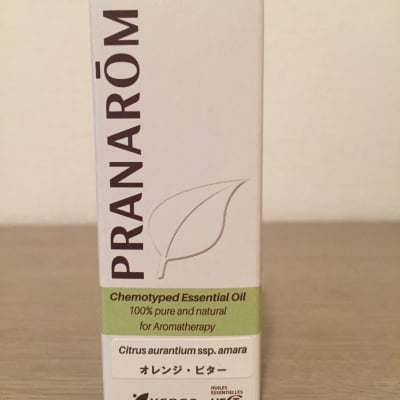 PRANARŌM
Chemotyped Essential Oil
100% pure and natural
for Aromatherapy
Citrus aurantium ssp. amara
オレンジ・ビター
HUILES
ESSENTIELLES